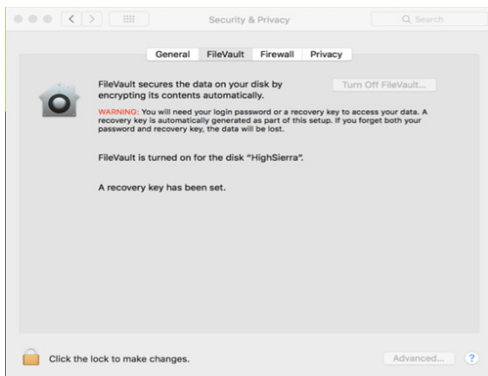 Security & Privacy
Search
General FileVault Firewall Privacy
FileVault secures the data on your disk by
encrypting its contents automatically.
Turn Off FileVault...
WARNING: You will need your login password or a recovery key to access your data. A
recovery key is automatically generated as part of this setup. If you forget both your
password and recovery key, the data will be lost.
FileVault is turned on for the disk “HighSierra”.
A recovery key has been set.
Click the lock to make changes.
Advanced...
?